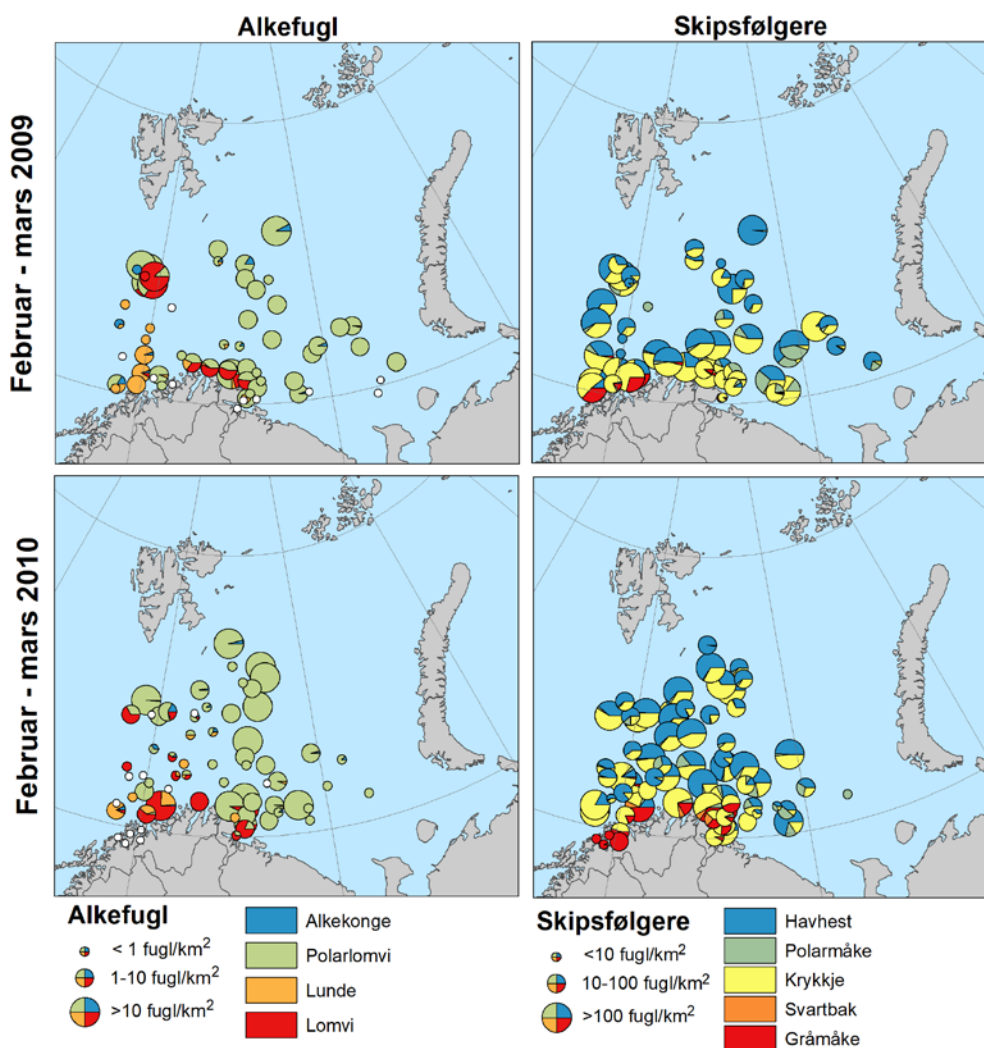 Alkefugl
Skipsfølgere
Februar - mars 2009
Februar - mars 2010
Alkefugl
< 1 fugl/km²
1-10 fugl/km²
>10 fugl/km²
Alkekonge
Polarlomvi
Lunde
Lomvi
Skipsfølgere
<10 fugl/km²
10-100 fugl/km²
>100 fugl/km²
Havhest
Polarmåke
Krykkje
Svartbak
Gråmåke